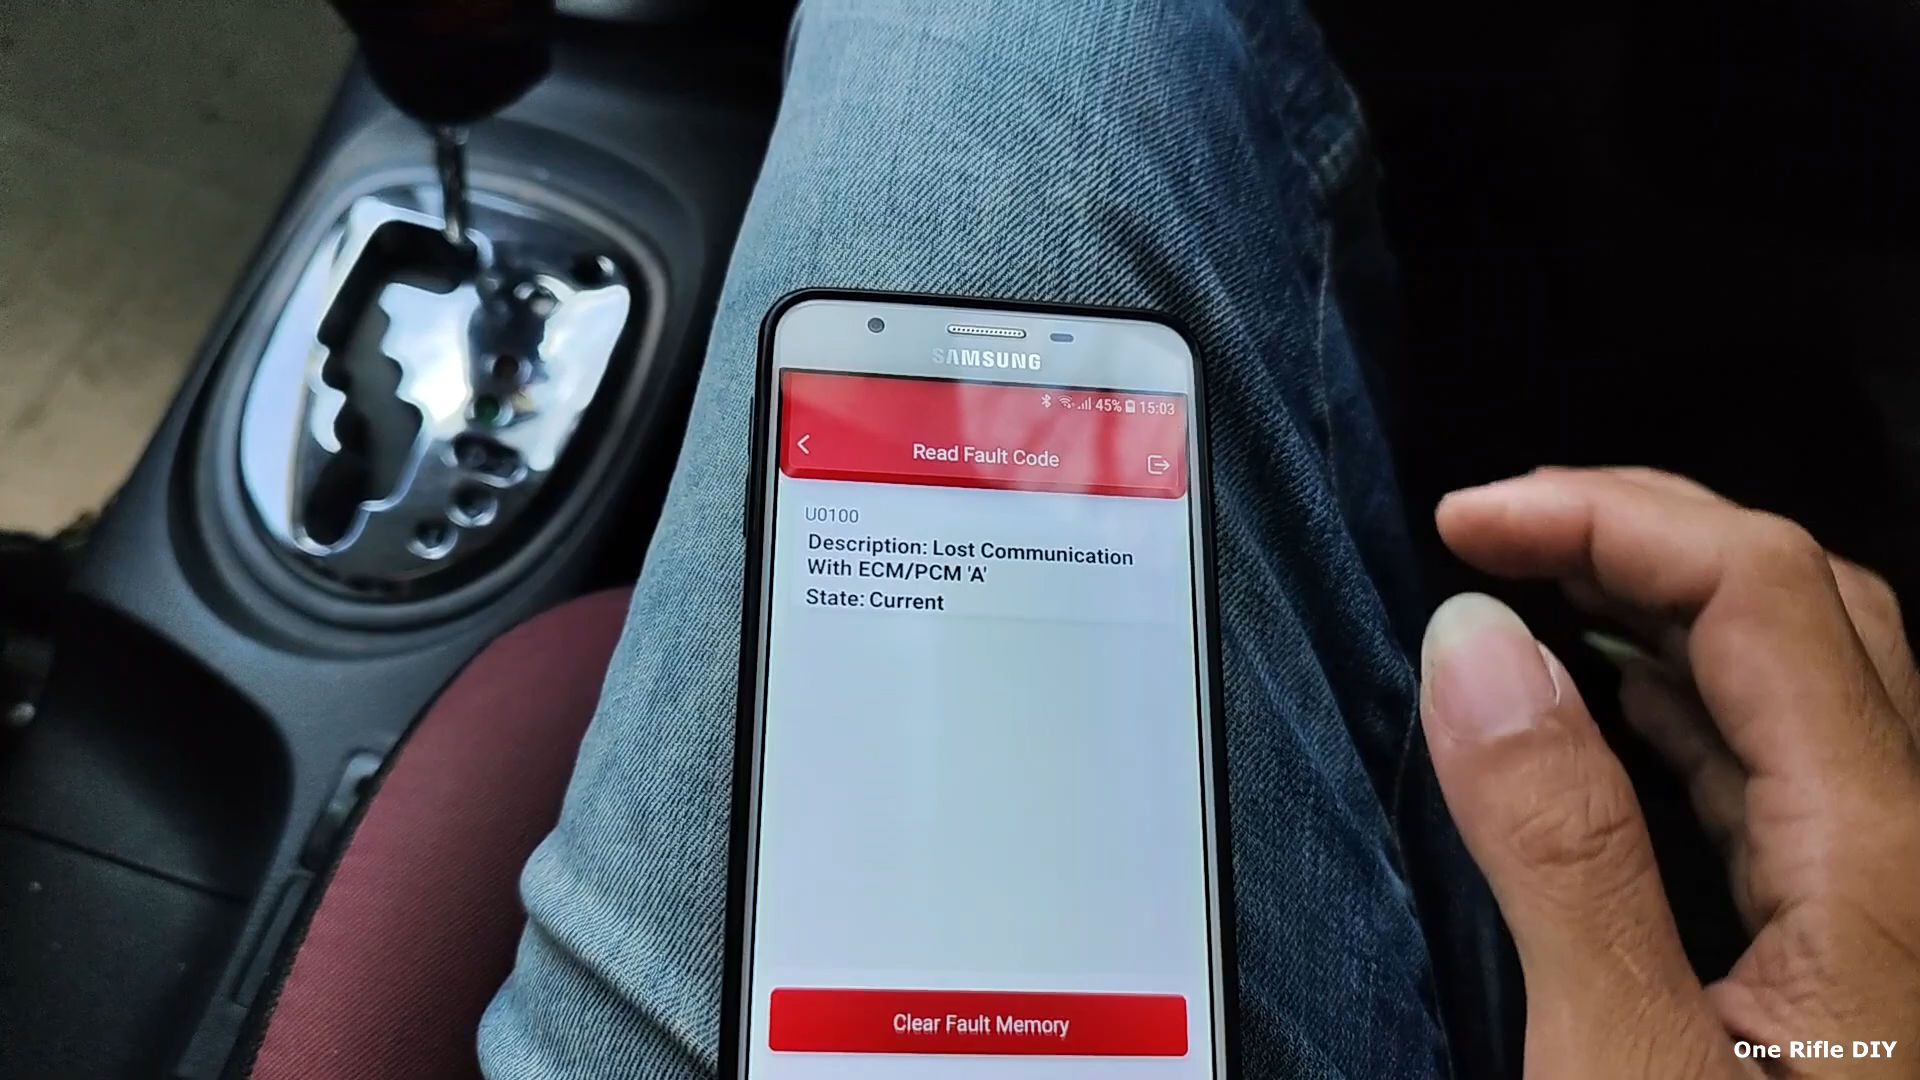 SAMSUNG
45% 15:03
Read Fault Code
U0100
Description: Lost Communication
With ECM/PCM 'A'
State: Current
Clear Fault Memory
One Rifle DIY